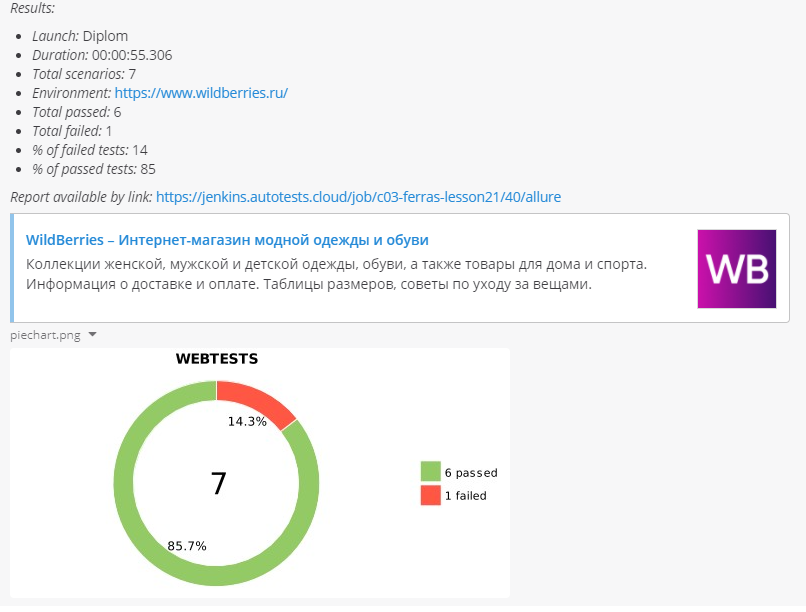 Results:
Launch: Diplom
Duration: 00:00:55.306
Total scenarios: 7
Environment: https://www.wildberries.ru/
Total passed: 6
Total failed: 1
% of failed tests: 14
% of passed tests: 85
Report available by link: https://jenkins.autotests.cloud/job/c03-ferras-lesson21/40/allure
WildBerries – Интернет-магазин модной одежды и обуви
Коллекции женской, мужской и детской одежды, обуви, а также товары для дома и спорта.
Информация о доставке и оплате. Таблицы размеров, советы по уходу за вещами.
WB
piechart.png
WEBTESTS
14.3%
7
85.7%
6 passed
1 failed